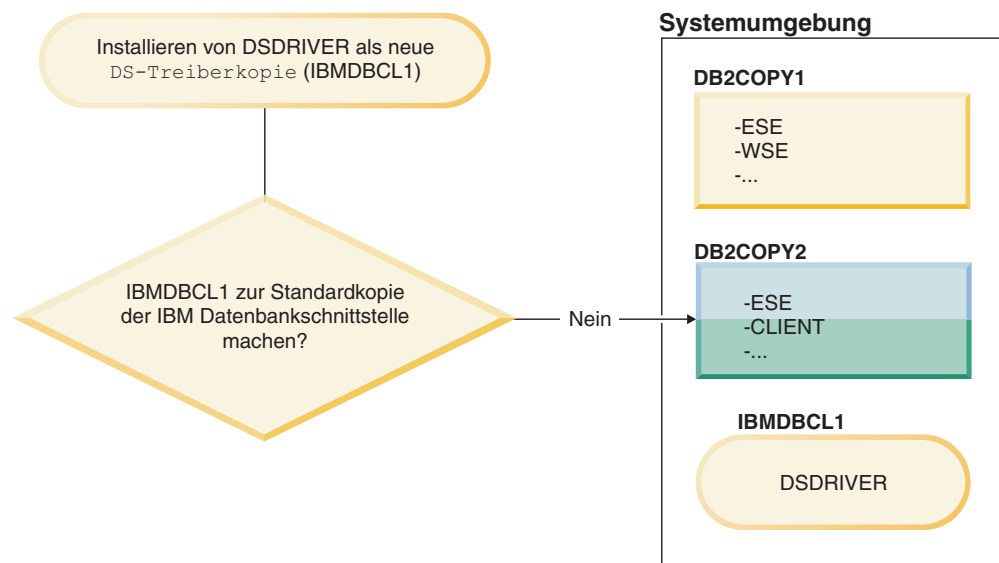 Installieren von DSDRIVER als neue
DS-Treiberkopie (IBMDBCL1)
IBMDBCL1 zur Standardkopie
der IBM Datenbankschnittstelle
machen?
Nein
Systemumgebung
DB2COPY1
-ESE
-WSE
-...
DB2COPY2
-ESE
-CLIENT
-...
IBMDBCL1
DSDRIVER